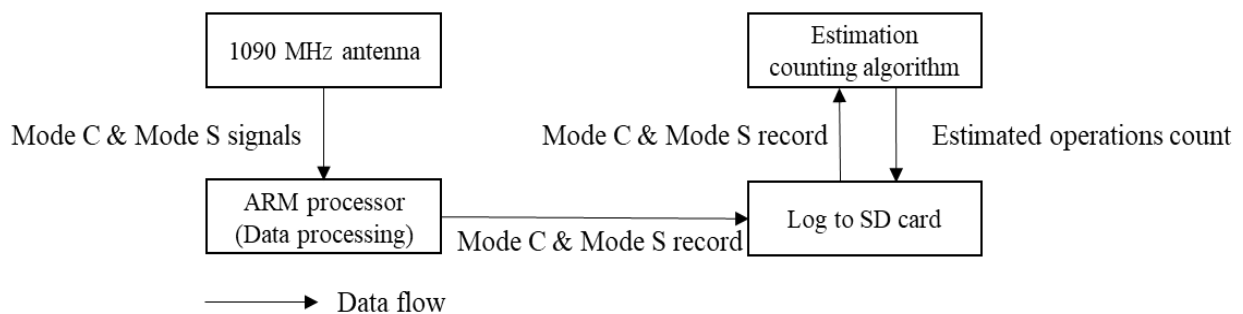 1090 MHz antenna
Estimation
counting algorithm
Mode C & Mode S signals
Mode C & Mode S record
Estimated operations count
ARM processor
(Data processing)
Mode C & Mode S record
Log to SD card
Data flow